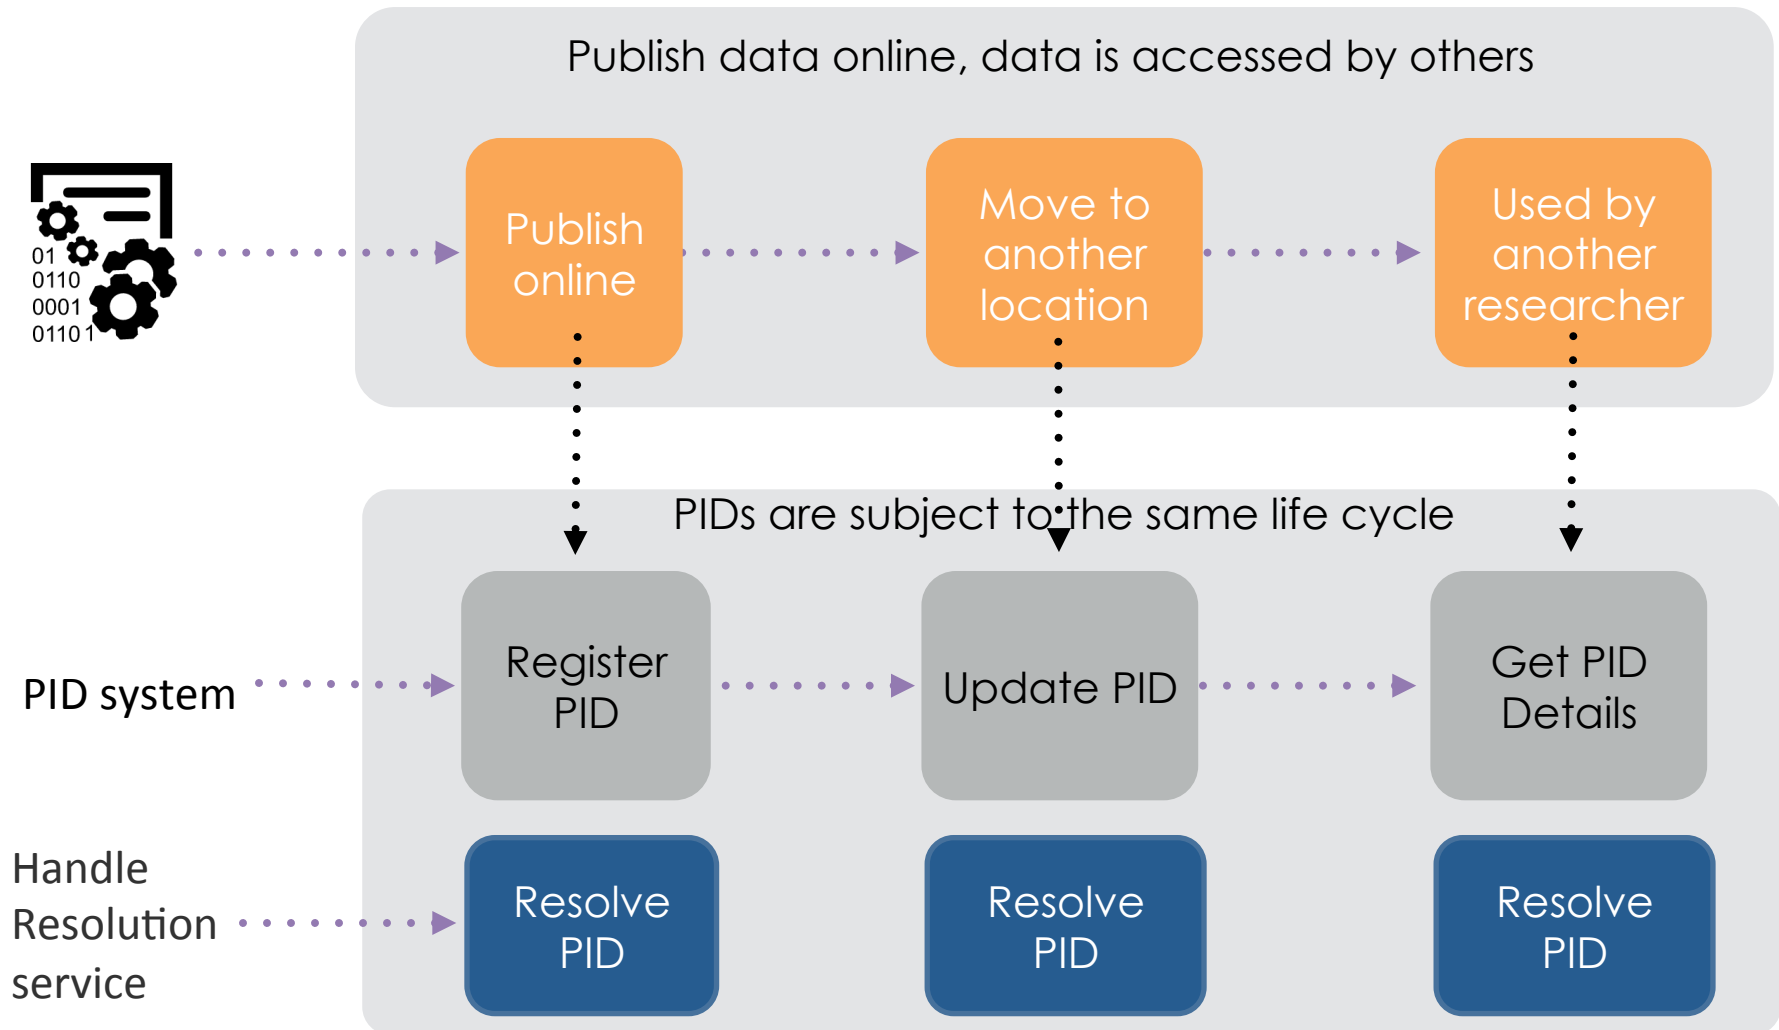 Publish data online, data is accessed by others
01
0110
0001
0110 1
Publish
online
Move to
another
location
Used by
another
researcher
PIDs are subject to the same life cycle
PID system
Register
PID
Update PID
Get PID
Details
Handle
Resolution
service
Resolve
PID
Resolve
PID
Resolve
PID